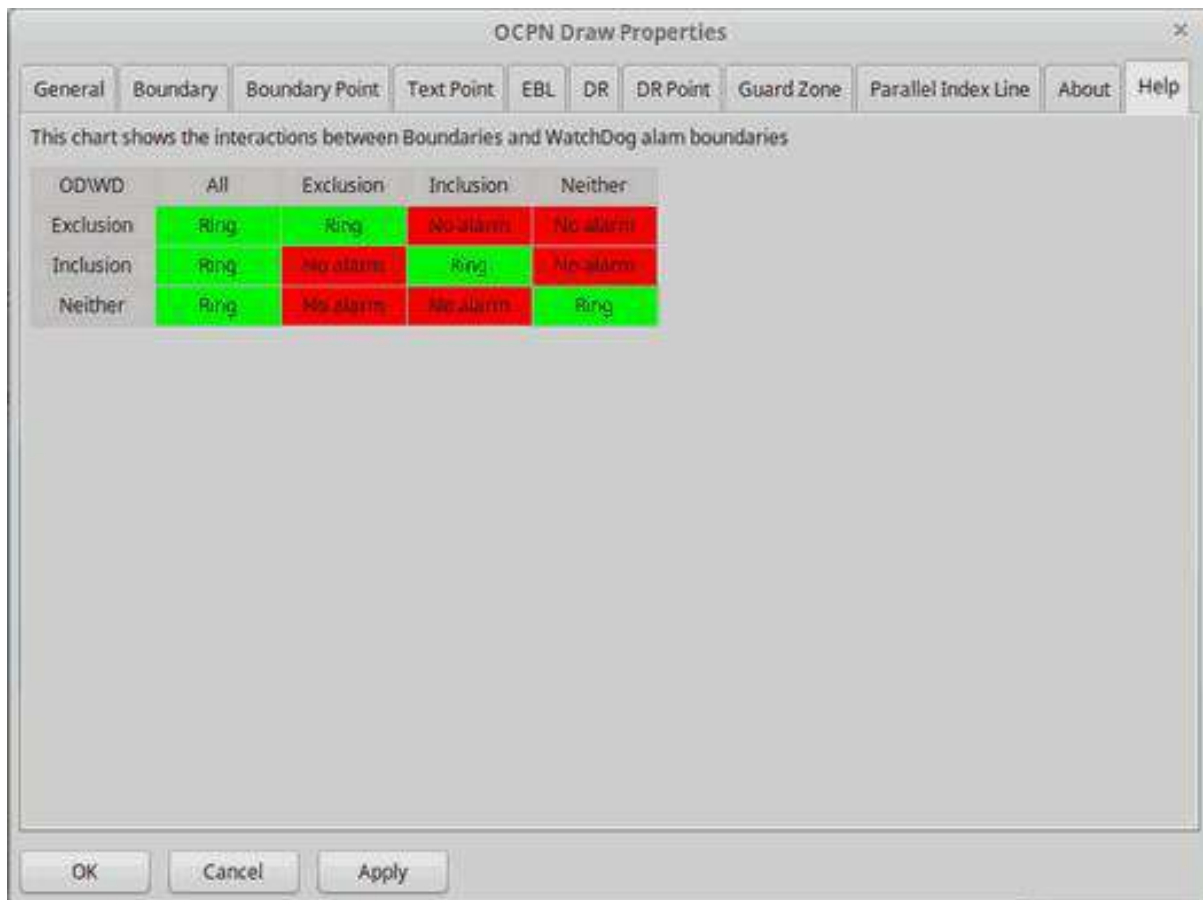 OCPN Draw Properties
General Boundary Boundary Point Text Point EBL DR DR Point Guard Zone Parallel Index Line About Help
This chart shows the interactions between Boundaries and WatchDog alam boundaries
OD\WD All Exclusion Inclusion Neither
Exclusion Ring Ring No alarm No alarm
Inclusion Ring No alarm Ring No alarm
Neither Ring No alarm No alarm Ring
OK Cancel Apply